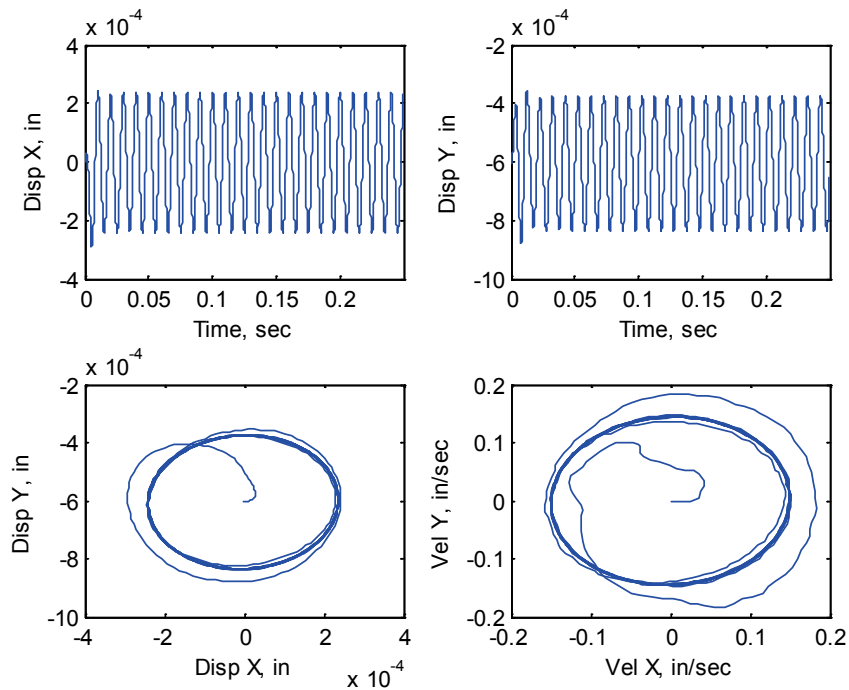 x 10⁻⁴
4
2
0
-2
-4
Disp X, in
0 0.05 0.1 0.15 0.2
Time, sec
x 10⁻⁴
-2
-4
-6
-8
-10
Disp Y, in
0 0.05 0.1 0.15 0.2
Time, sec
x 10⁻⁴
-2
-4
-6
-8
-10
Disp Y, in
-4 -2 0 2 4
Disp X, in
x 10⁻⁴
0.2
0.1
0
-0.1
-0.2
Vel Y, in/sec
-0.2 -0.1 0 0.1 0.2
Vel X, in/sec